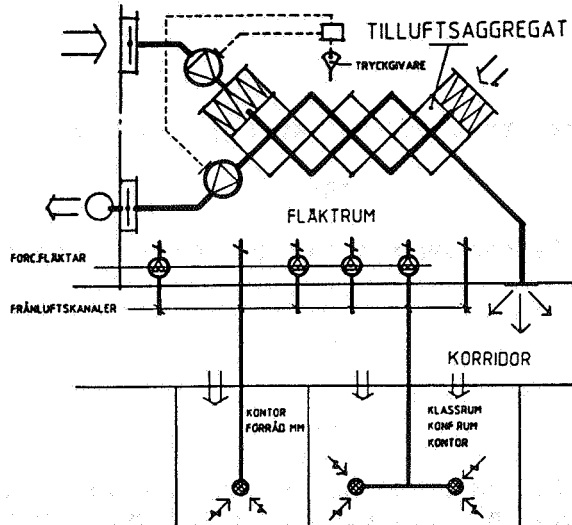 TILLUFTSAGGREGAT
TRYCKGIVARE
FLÄKTRUM
FORC.FLÄKTAR
FRÅNLUFTSKANALER
KORRIDOR
KONTOR
FÖRRÅD MM
KLASSRUM
KONF.RUM
KONTOR